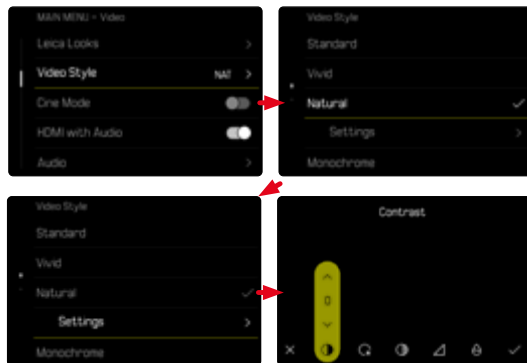 MAIN MENU - Video
Leica Looks
Video Style NAT
Cine Mode
HDMI with Audio
Audio
Video Style
Standard
Vivid
Natural
Settings
Monochrome
Video Style
Standard
Vivid
Natural
Settings
Monochrome
Contrast
0